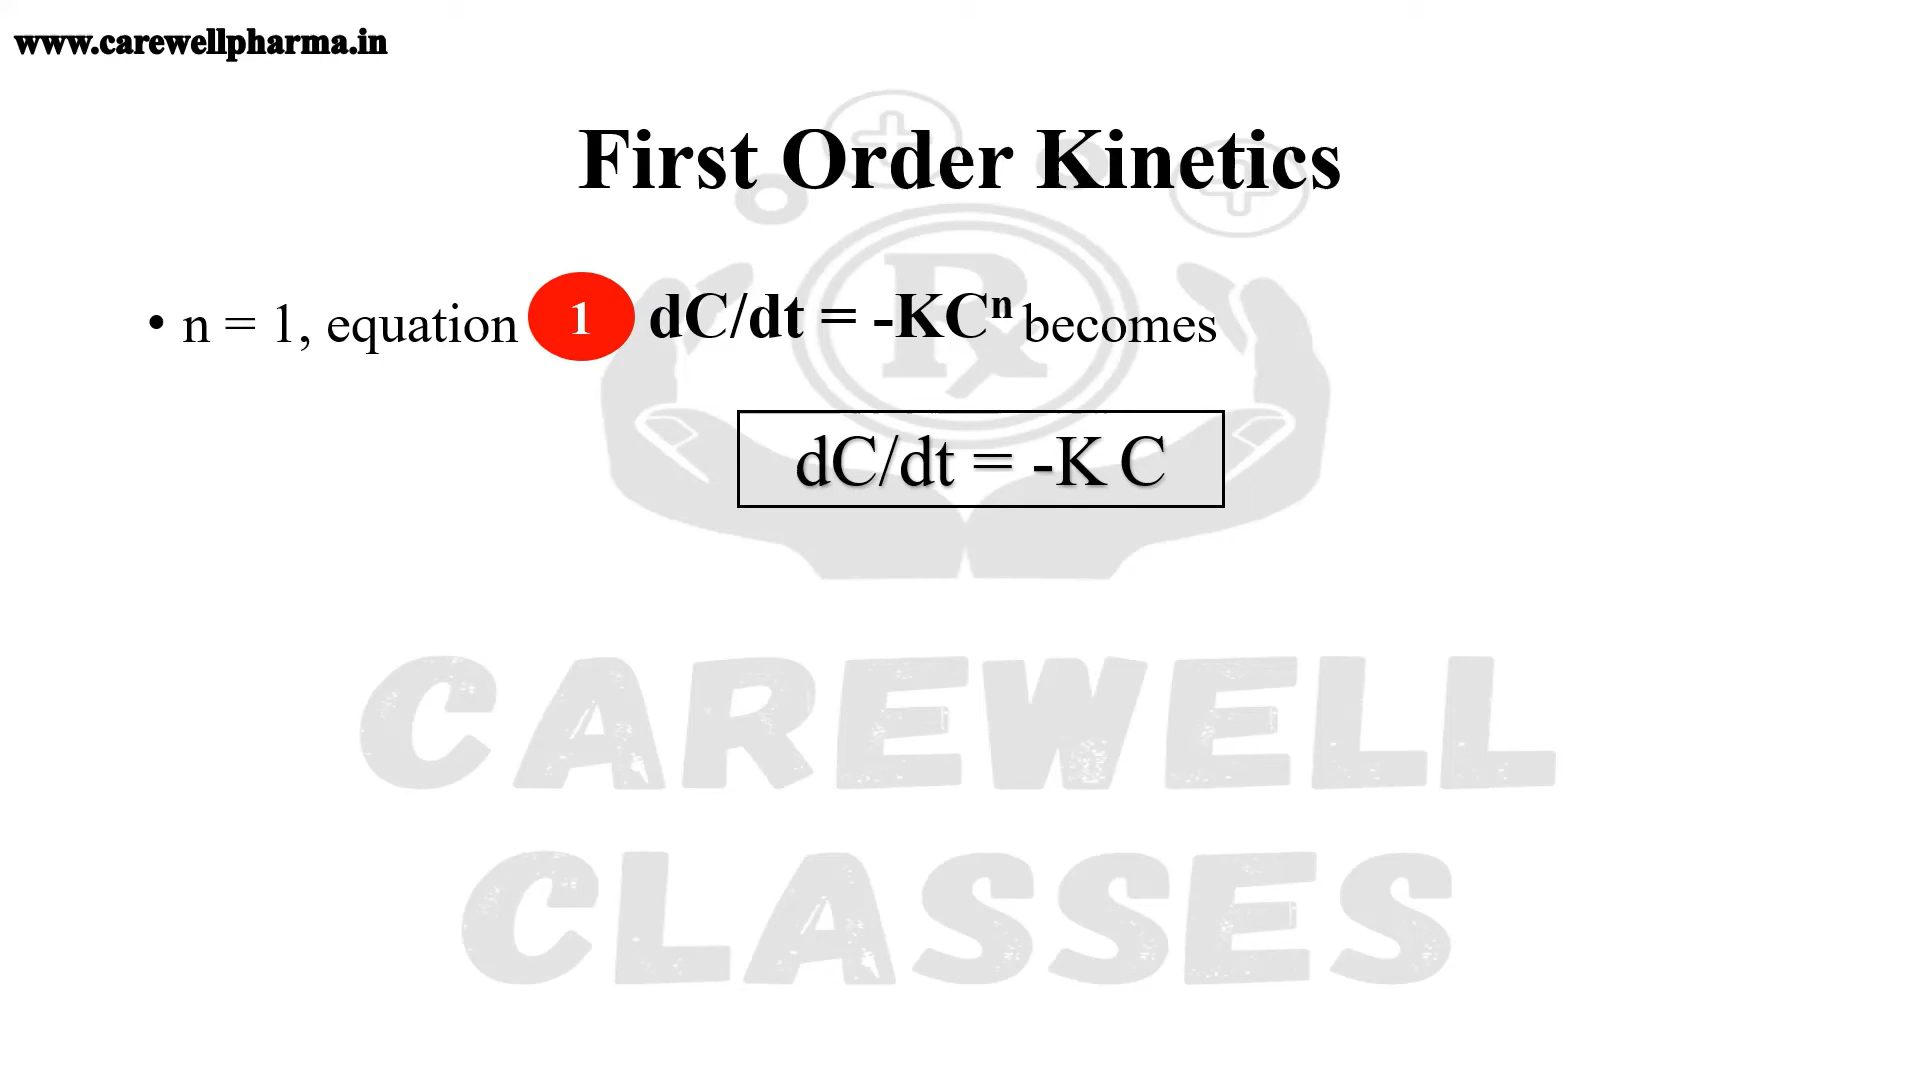 www.carewellpharma.in
First Order Kinetics
• n = 1, equation 1 dC/dt = -KCⁿ becomes
dC/dt = -K C
CAREWELL
CLASSES